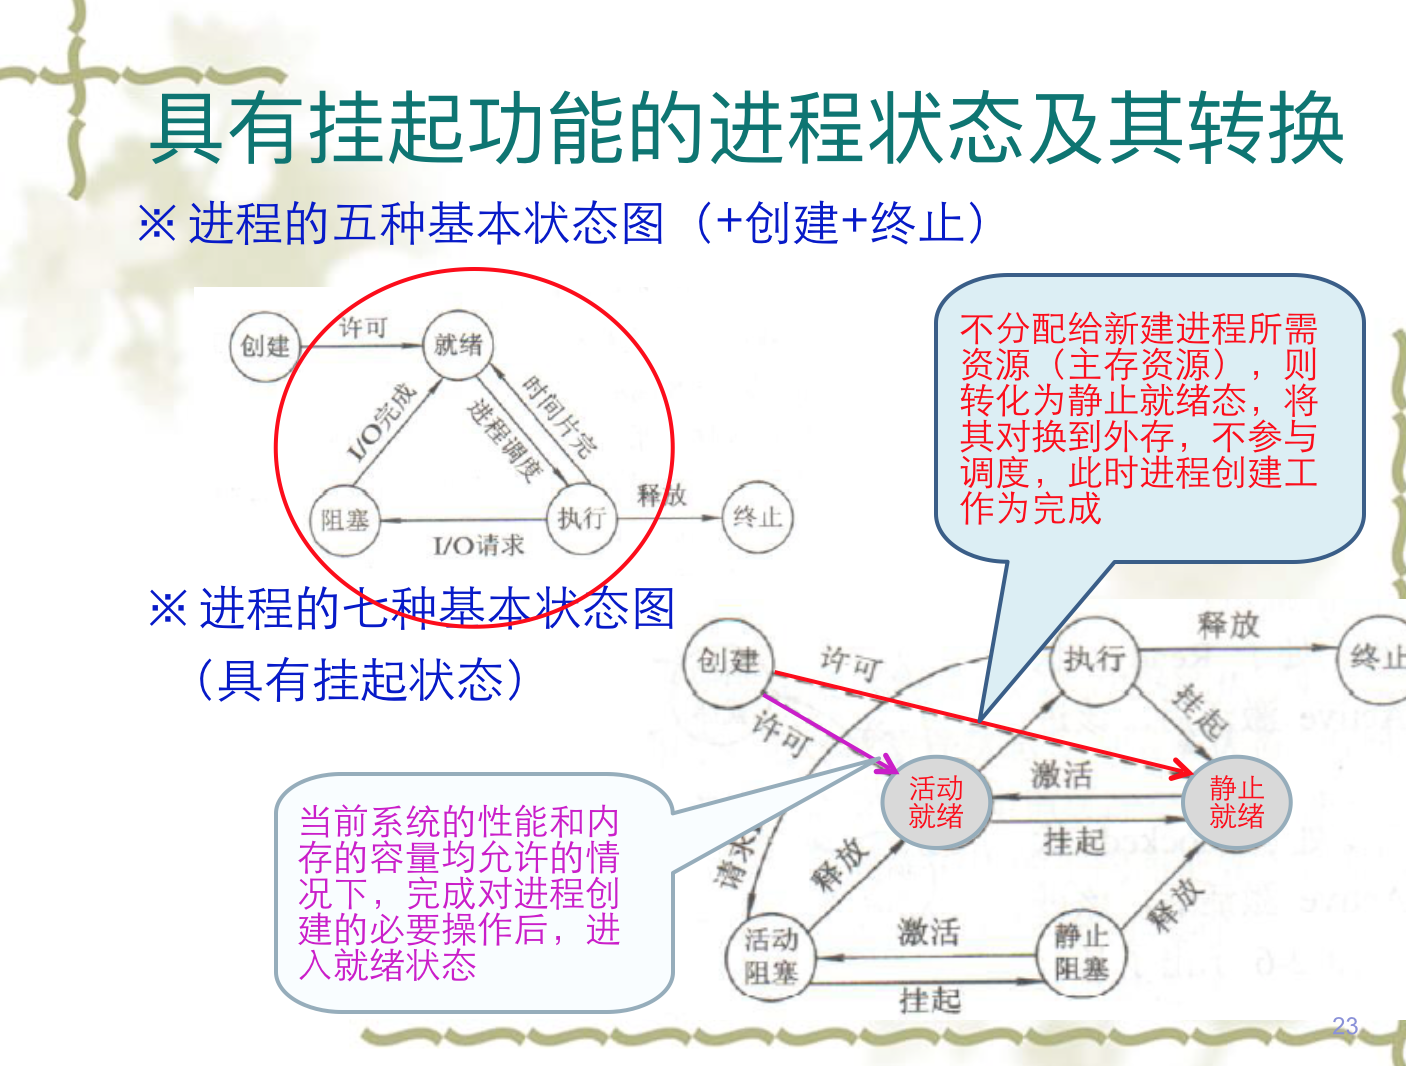 具有挂起功能的进程状态及其转换
※ 进程的五种基本状态图（+创建+终止）
创建
许可
就绪
I/O完成
进程调度
时间片完
阻塞
I/O请求
执行
释放
终止
不分配给新建进程所需
资源（主存资源），则
转化为静止就绪态，将
其对换到外存，不参与
调度，此时进程创建工
作为完成
※ 进程的七种基本状态图
（具有挂起状态）
创建
许可
许可
执行
释放
终止
挂起
活动
就绪
激活
挂起
静止
就绪
请求
释放
释放
活动
阻塞
激活
挂起
静止
阻塞
当前系统的性能和内
存的容量均允许的情
况下，完成对进程创
建的必要操作后，进
入就绪状态
23